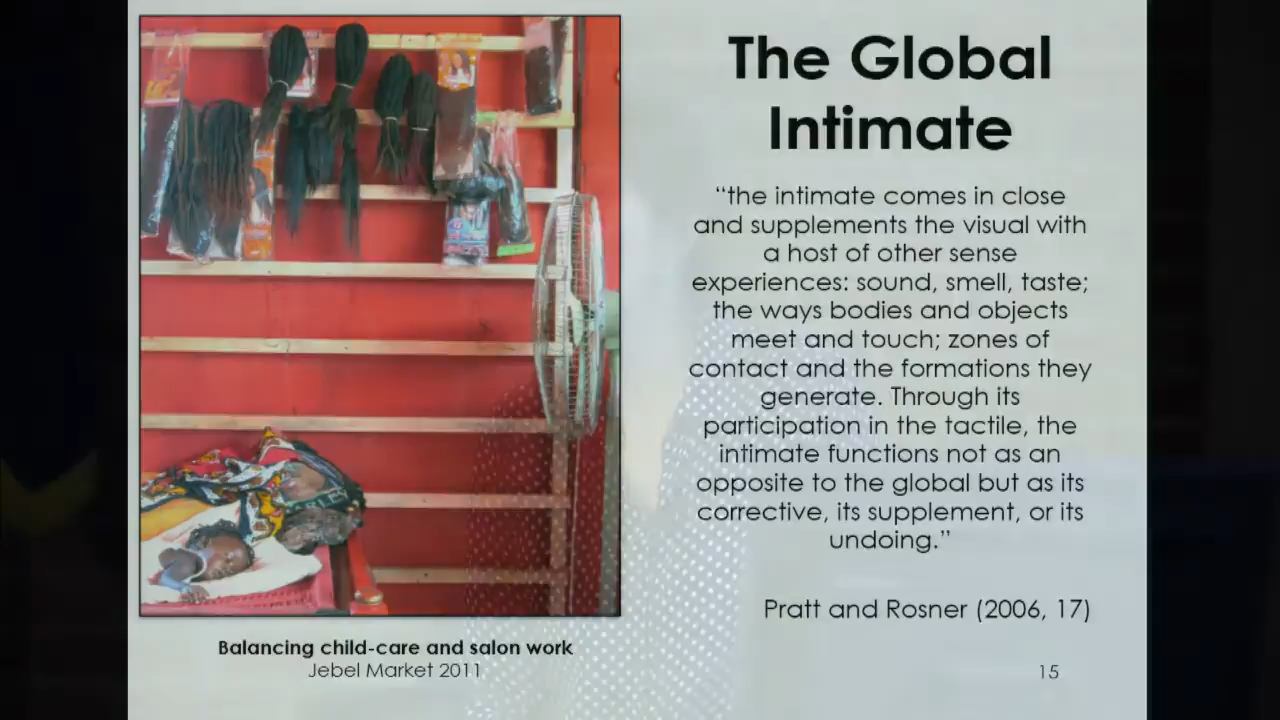 The Global
Intimate
“the intimate comes in close
and supplements the visual with
a host of other sense
experiences: sound, smell, taste;
the ways bodies and objects
meet and touch; zones of
contact and the formations they
generate. Through its
participation in the tactile, the
intimate functions not as an
opposite to the global but as its
corrective, its supplement, or its
undoing.”
Pratt and Rosner (2006, 17)
Balancing child-care and salon work
Jebel Market 2011
15